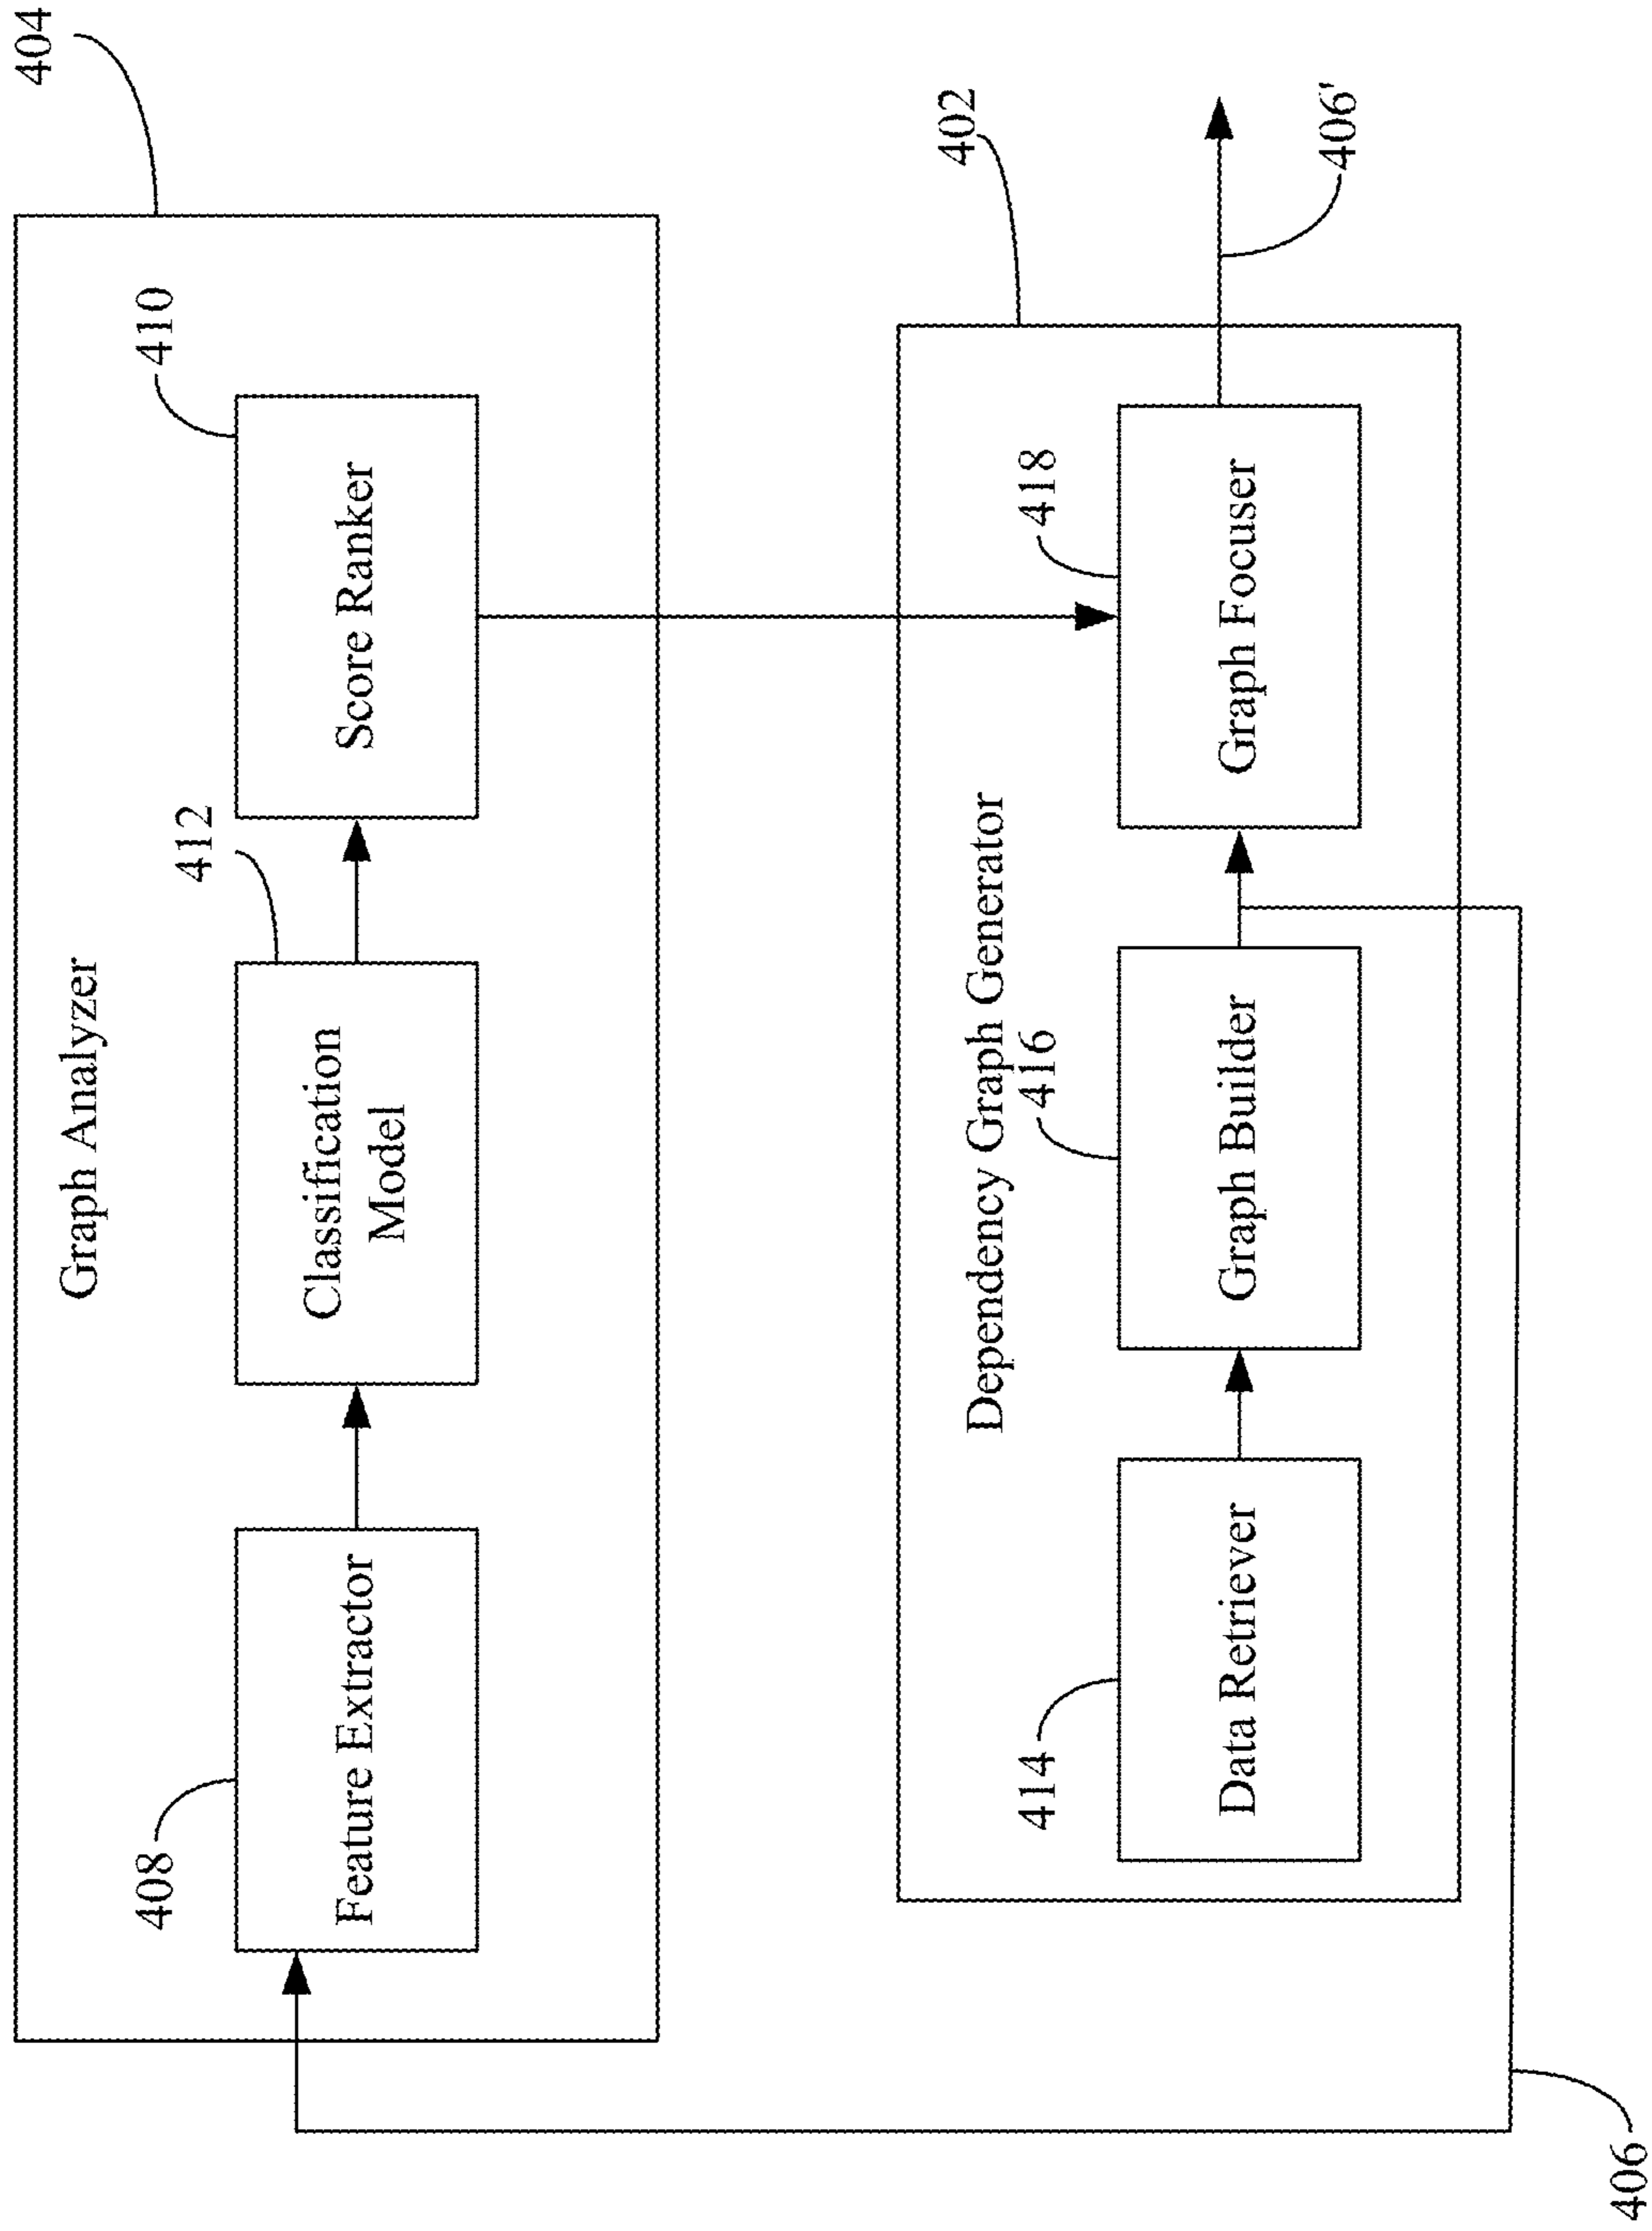 404
Graph Analyzer
408
412
410
Feature Extractor
Classification
Model
Score Ranker
402
Dependency Graph Generator
414
416
418
Data Retriever
Graph Builder
Graph Focuser
406'
406